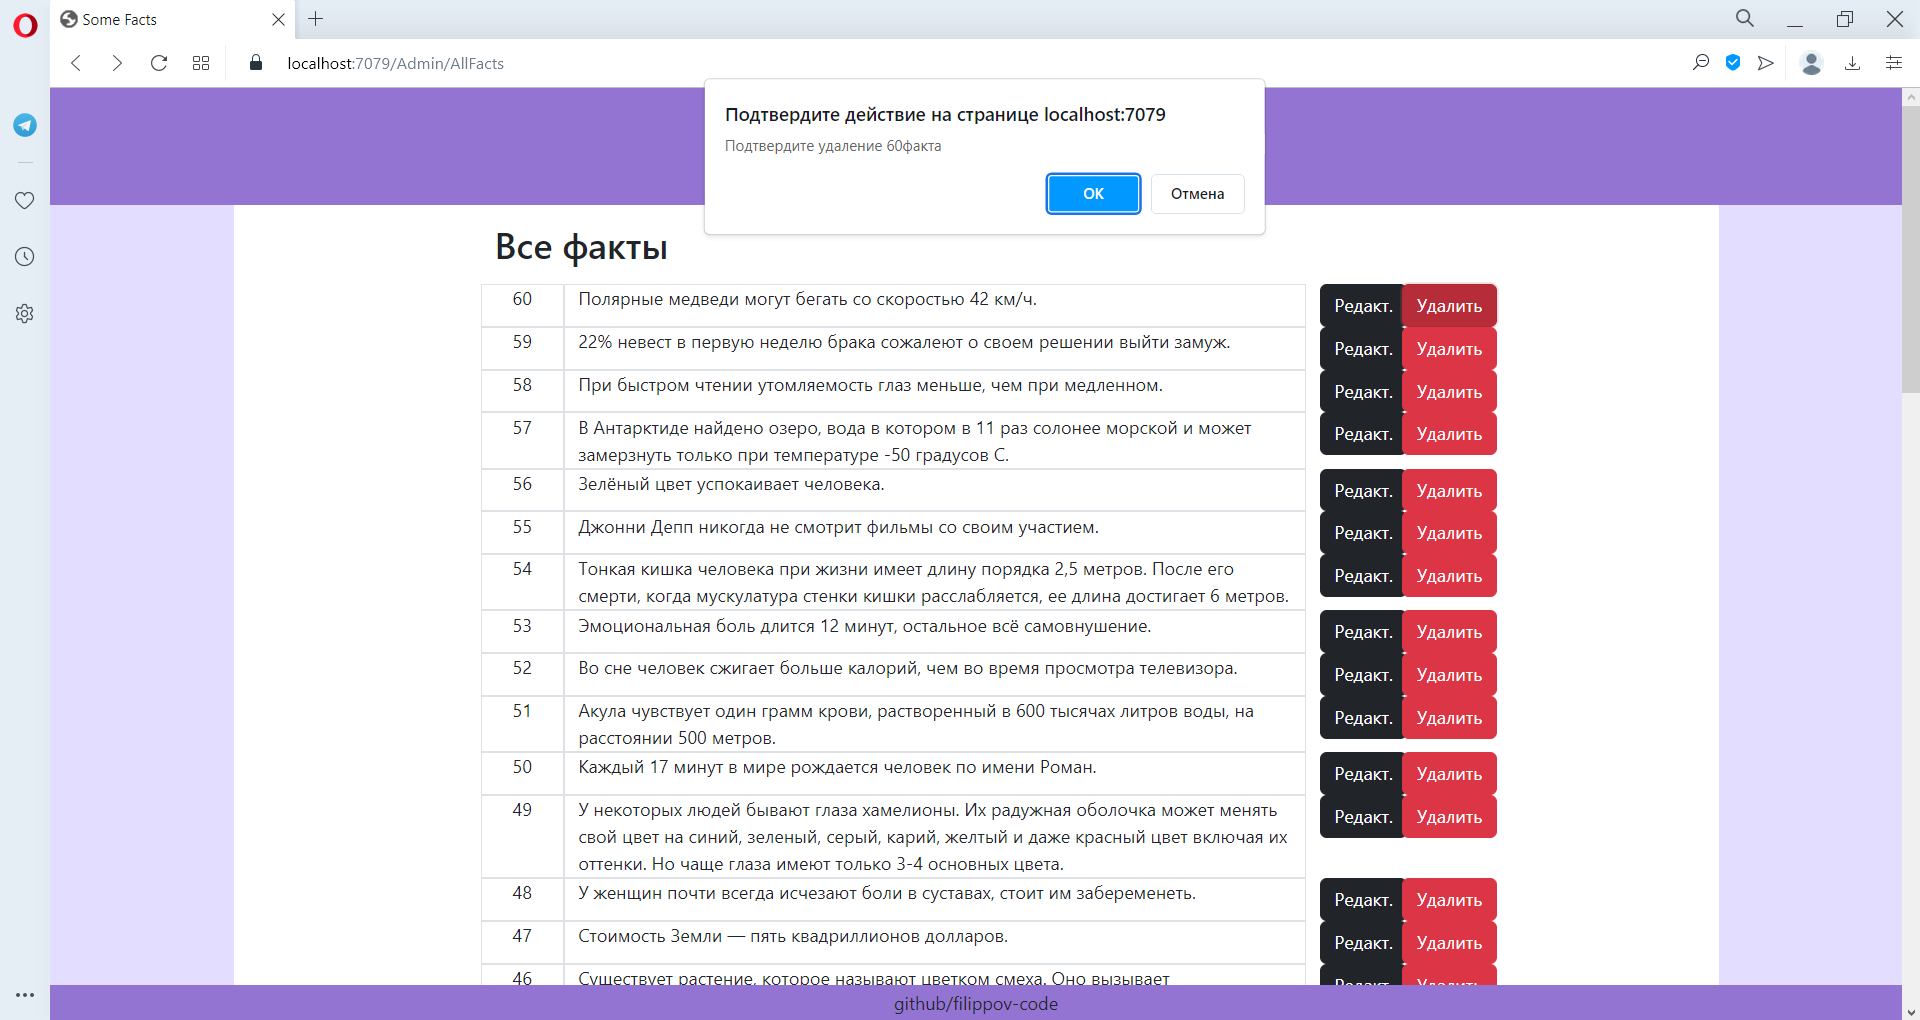 Some Facts
localhost:7079/Admin/AllFacts
Подтвердите действие на странице localhost:7079
Подтвердите удаление 60факта
ОК
Отмена
Все факты
60 Полярные медведи могут бегать со скоростью 42 км/ч. Редакт. Удалить
59 22% невест в первую неделю брака сожалеют о своем решении выйти замуж. Редакт. Удалить
58 При быстром чтении утомляемость глаз меньше, чем при медленном. Редакт. Удалить
57 В Антарктиде найдено озеро, вода в котором в 11 раз солонее морской и может Редакт. Удалить
замерзнуть только при температуре -50 градусов С.
56 Зелёный цвет успокаивает человека. Редакт. Удалить
55 Джонни Депп никогда не смотрит фильмы со своим участием. Редакт. Удалить
54 Тонкая кишка человека при жизни имеет длину порядка 2,5 метров. После его Редакт. Удалить
смерти, когда мускулатура стенки кишки расслабляется, ее длина достигает 6 метров.
53 Эмоциональная боль длится 12 минут, остальное всё самовнушение. Редакт. Удалить
52 Во сне человек сжигает больше калорий, чем во время просмотра телевизора. Редакт. Удалить
51 Акула чувствует один грамм крови, растворенный в 600 тысячах литров воды, на Редакт. Удалить
расстоянии 500 метров.
50 Каждый 17 минут в мире рождается человек по имени Роман. Редакт. Удалить
49 У некоторых людей бывают глаза хамелионы. Их радужная оболочка может менять Редакт. Удалить
свой цвет на синий, зеленый, серый, карий, желтый и даже красный цвет включая их
оттенки. Но чаще глаза имеют только 3-4 основных цвета.
48 У женщин почти всегда исчезают боли в суставах, стоит им забеременеть. Редакт. Удалить
47 Стоимость Земли — пять квадриллионов долларов. Редакт. Удалить
46 Существует растение, которое называют цветком смеха. Оно вызывает Редакт. Удалить
github/filippov-code